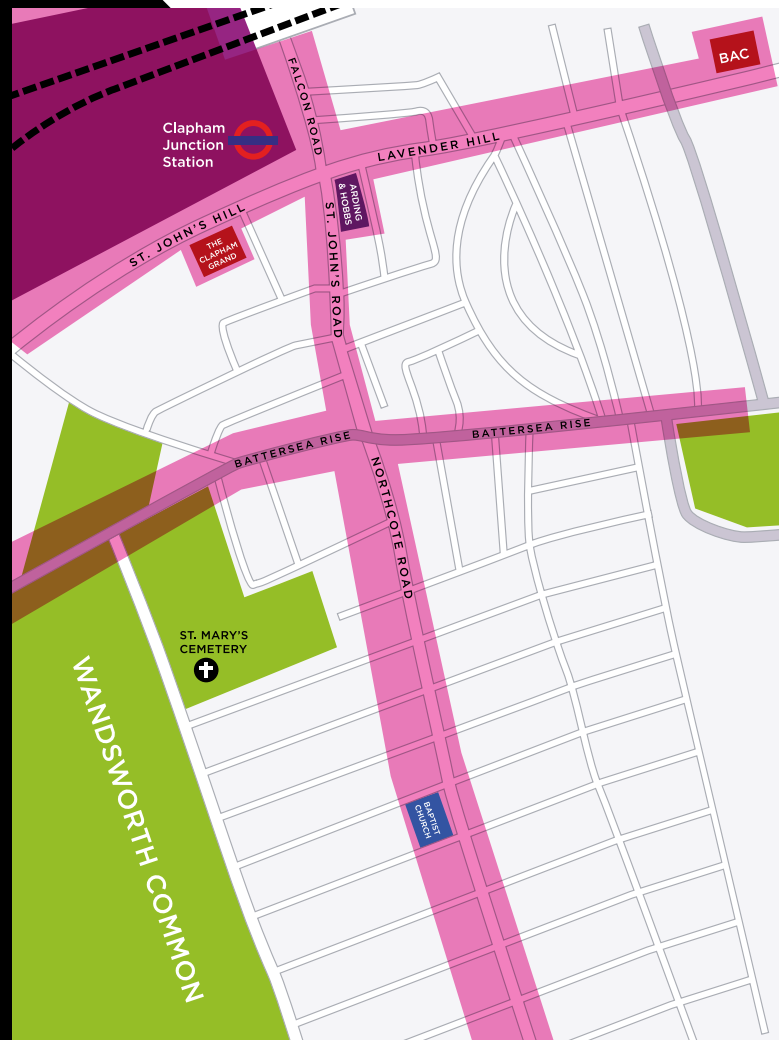 BAC
FALCON ROAD
Clapham
Junction
Station
LAVENDER HILL
ARDING
& HOBBS
ST. JOHN'S HILL
THE
CLAPHAM
GRAND
ST. JOHN'S ROAD
BATTERSEA RISE
BATTERSEA RISE
NORTHCOTE ROAD
ST. MARY'S
CEMETERY
WANDSWORTH COMMON
BAPTIST
CHURCH